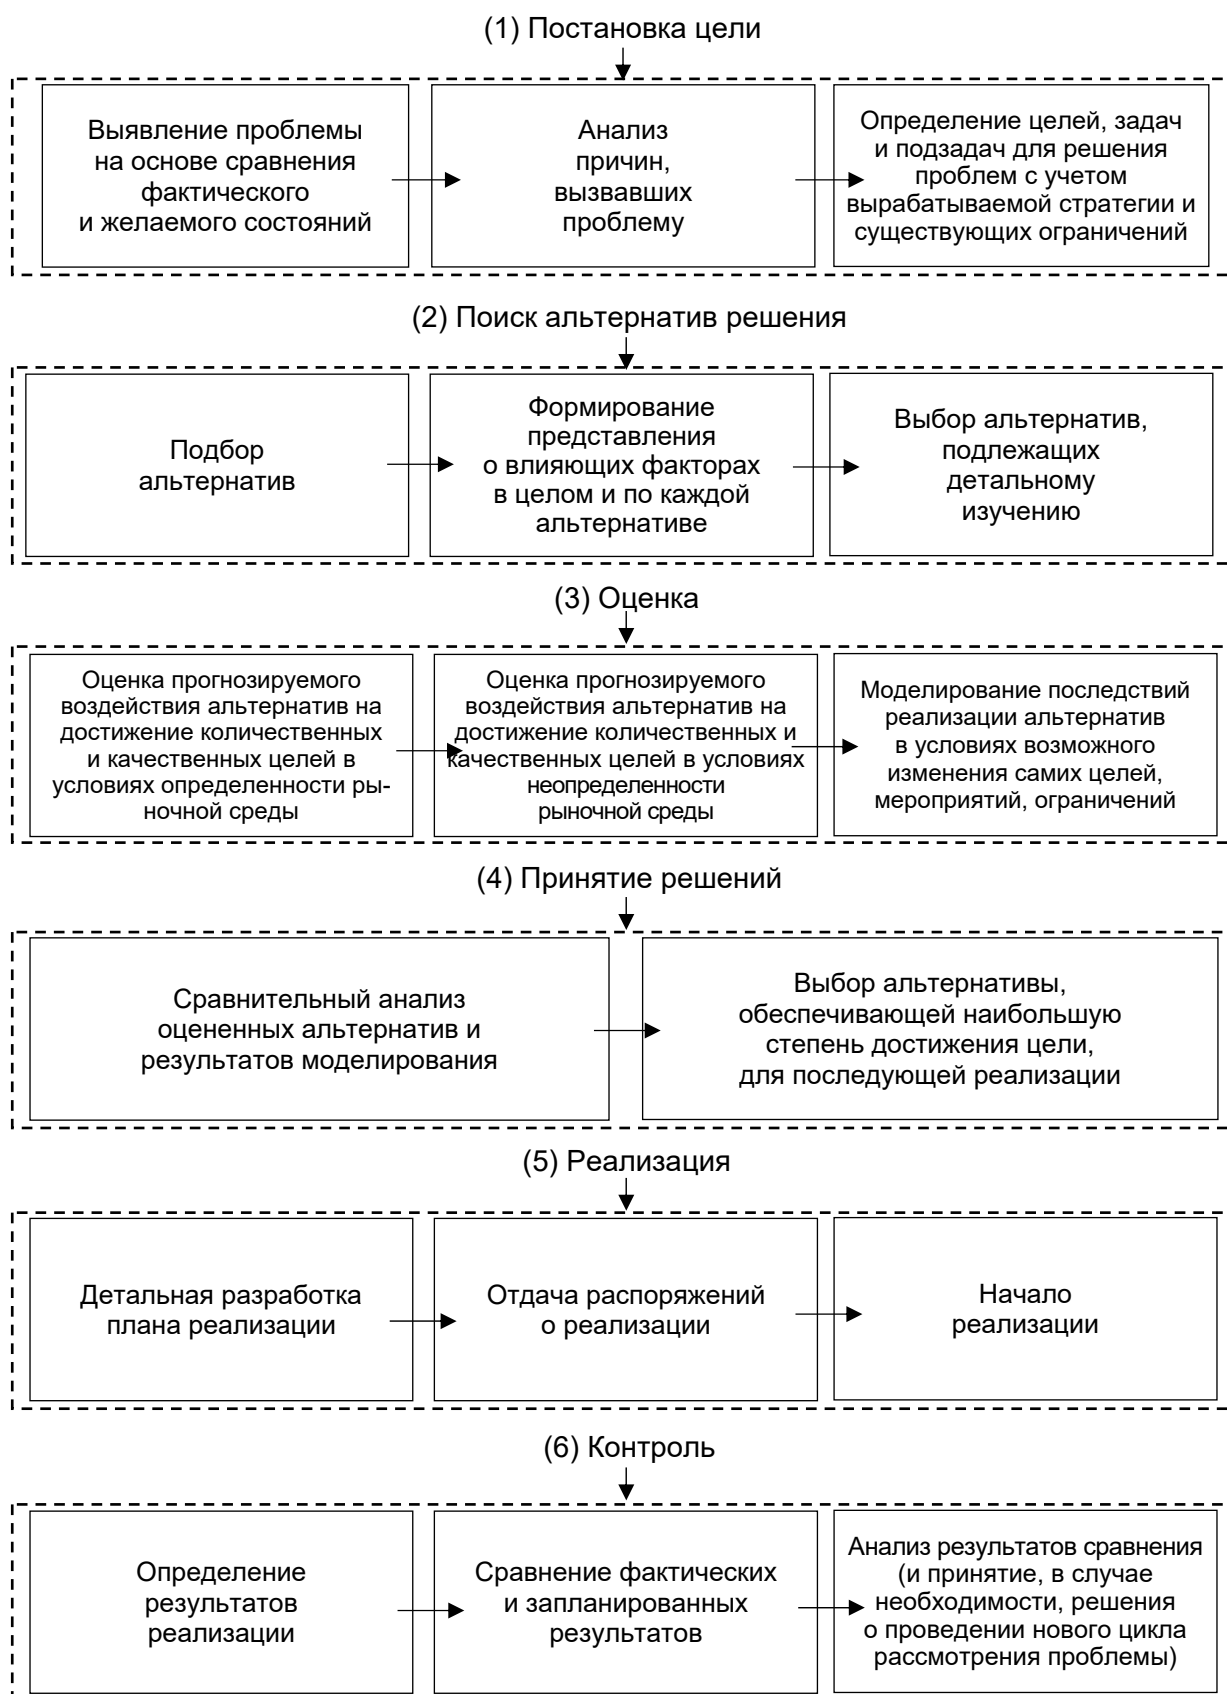 (1) Постановка цели
Выявление проблемы
на основе сравнения
фактического
и желаемого состояний
Анализ
причин,
вызвавших
проблему
Определение целей, задач
и подзадач для решения
проблем с учетом
вырабатываемой стратегии и
существующих ограничений
(2) Поиск альтернатив решения
Подбор
альтернатив
Формирование
представления
о влияющих факторах
в целом и по каждой
альтернативе
Выбор альтернатив,
подлежащих
детальному
изучению
(3) Оценка
Оценка прогнозируемого
воздействия альтернатив на
достижение количественных
и качественных целей в
условиях определенности ры-
ночной среды
Оценка прогнозируемого
воздействия альтернатив на
достижение количественных и
качественных целей в условиях
неопределенности
рыночной среды
Моделирование последствий
реализации альтернатив
в условиях возможного
изменения самих целей,
мероприятий, ограничений
(4) Принятие решений
Сравнительный анализ
оцененных альтернатив и
результатов моделирования
Выбор альтернативы,
обеспечивающей наибольшую
степень достижения цели,
для последующей реализации
(5) Реализация
Детальная разработка
плана реализации
Отдача распоряжений
о реализации
Начало
реализации
(6) Контроль
Определение
результатов
реализации
Сравнение фактических
и запланированных
результатов
Анализ результатов сравнения
(и принятие, в случае
необходимости, решения
о проведении нового цикла
рассмотрения проблемы)